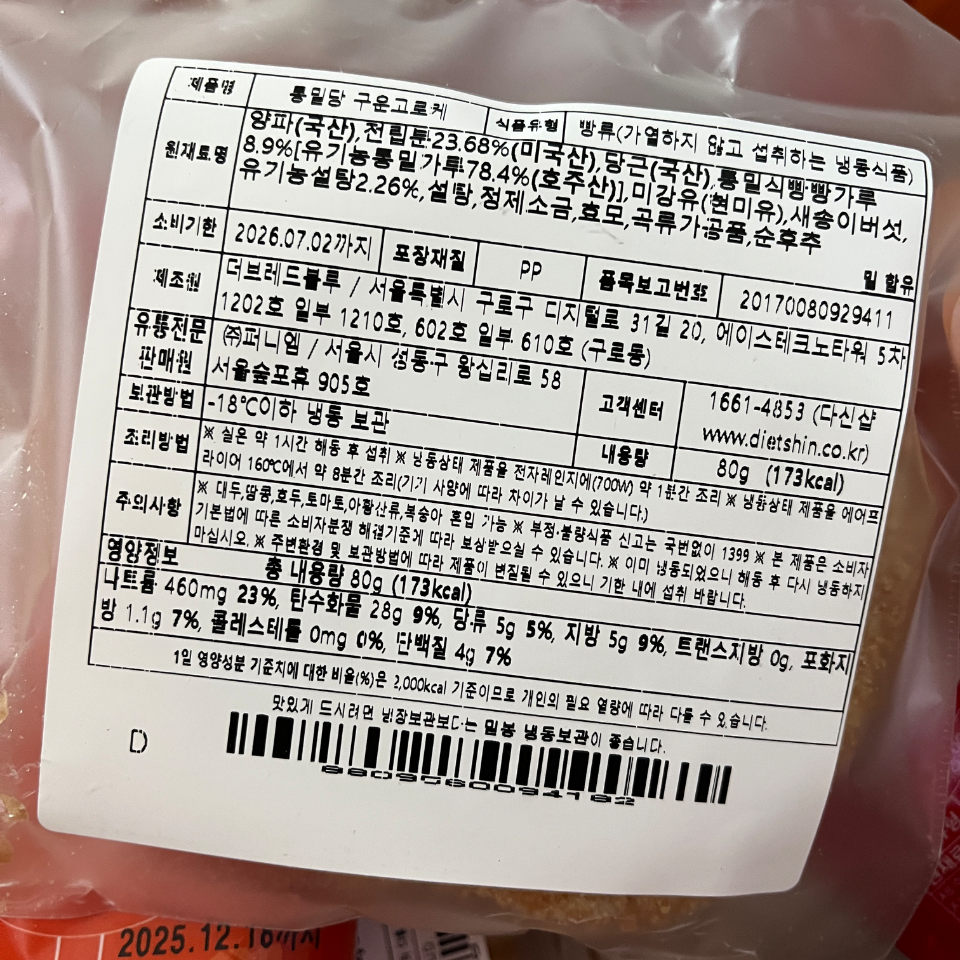 제품명 통밀당 구운고로케 식품유형 빵류(가열하지 않고 섭취하는 냉동식품)
원재료명 양파(국산),천립분23.68%(미국산),당근(국산),통밀식빵빵가루
8.9%[유기농통밀가루78.4%(호주산)],미강유(현미유),새송이버섯,
유기농설탕2.26%,설탕,정제소금,효모,곡류가공품,순후추
밀 함유
소비기한 2026.07.02까지 포장재질 PP 품목보고번호 20170080929411
제조원 더브레드블루 / 서울특별시 구로구 디지털로 31길 20, 에이스테크노타워 5차
1202호 일부 1210호, 602호 일부 610호 (구로동)
유통전문
판매원
㈜퍼니엠 / 서울시 성동구 왕십리로 58
서울숲포휴 905호
고객센터 1661-4853 (다신샵
www.dietshin.co.kr)
보관방법 -18℃이하 냉동 보관 내용량 80g (173kcal)
조리방법 ※ 실온 약 1시간 해동 후 섭취 ※ 냉동상태 제품을 전자레인지에(700W) 약 1분간 조리 ※ 냉동상태 제품을 에어프
라이어 160℃에서 약 8분간 조리(기기 사양에 따라 차이가 날 수 있습니다.)
주의사항 ※ 대두,땅콩,호두,토마토,아황산류,복숭아 혼입 가능 ※ 부정·불량식품 신고는 국번없이 1399 ※ 본 제품은 소비자
기본법에 따른 소비자분쟁 해결기준에 따라 보상받으실 수 있습니다. ※ 이미 냉동되었으니 해동 후 다시 냉동하지
마십시오. ※ 주변환경 및 보관방법에 따라 제품이 변질될 수 있으니 기한 내에 섭취 바랍니다.
영양정보 총 내용량 80g (173kcal)
나트륨 460mg 23%, 탄수화물 28g 9%, 당류 5g 5%, 지방 5g 9%, 트랜스지방 0g, 포화지
방 1.1g 7%, 콜레스테롤 0mg 0%, 단백질 4g 7%
1일 영양성분 기준치에 대한 비율(%)은 2,000kcal 기준이므로 개인의 필요 열량에 따라 다를 수 있습니다.
맛있게 드시려면 냉장보관보다는 밀봉 냉동보관이 좋습니다.
D
8809560094182
2025.12.16까지